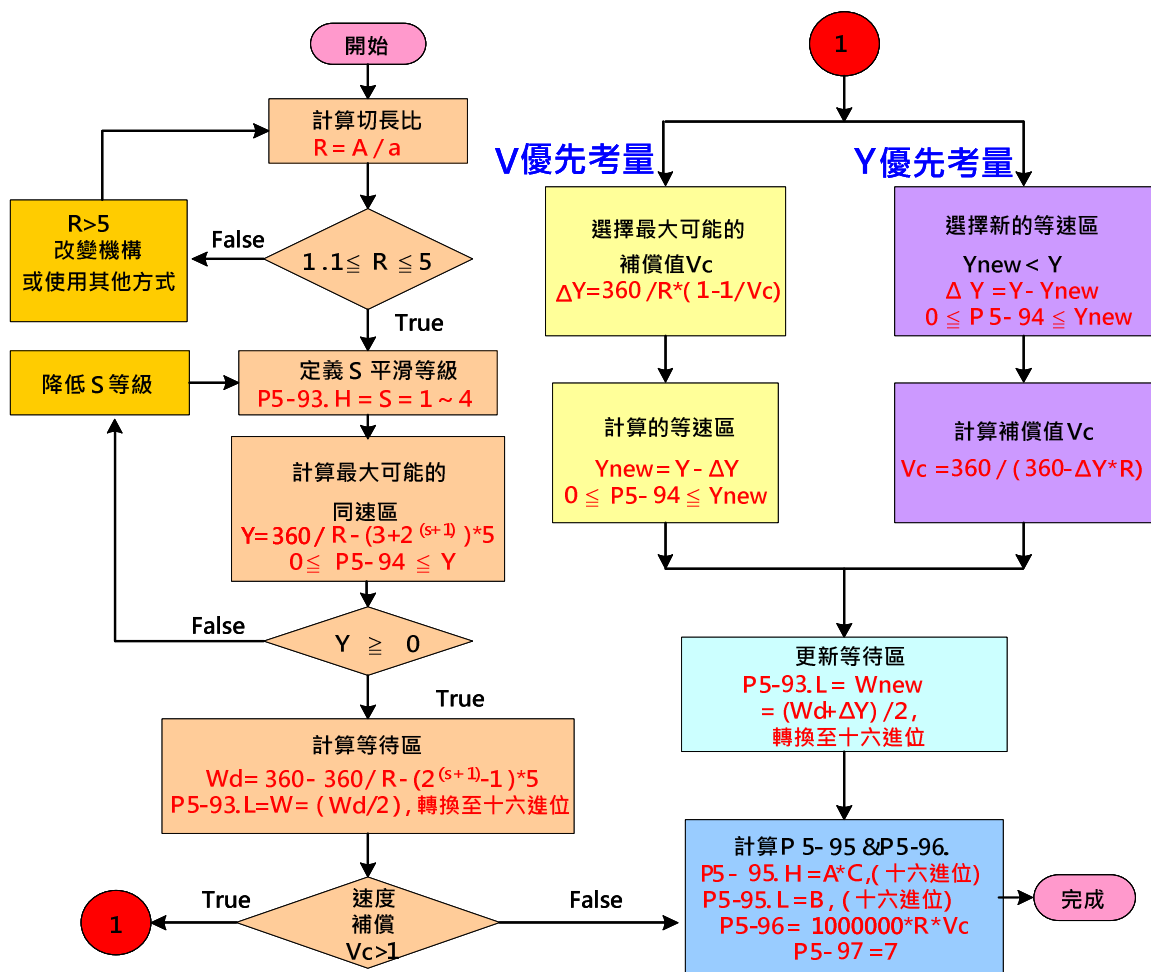 開始
計算切長比
R = A / a
R>5
改變機構
或使用其他方式
False
1.1≦ R ≦ 5
True
降低 S 等級
定義 S 平滑等級
P5-93. H = S = 1 ~ 4
計算最大可能的
同速區
Y=360/ R-(3+2 (s+1) )*5
0≦ P5-94 ≦ Y
False
Y ≧ 0
True
計算等待區
Wd= 360- 360/ R-(2(s+1)-1)*5
P5-93.L=W= ( Wd/2) , 轉換至十六進位
True
速度
補償
Vc>1
False
1
1
V優先考量
Y優先考量
選擇最大可能的
補償值Vc
ΔY=360 /R*( 1-1/Vc)
計算的等速區
Ynew= Y- ΔY
0 ≦ P5-94 ≦ Ynew
選擇新的等速區
Ynew< Y
Δ Y =Y- Ynew
0 ≦ P 5-94 ≦ Ynew
計算補償值Vc
Vc =360 / ( 360-ΔY*R)
更新等待區
P5-93.L= Wnew
= (Wd+ΔY) /2 ,
轉換至十六進位
計算P 5- 95 &P5-96.
P5- 95. H =A*C,( 十六進位)
P5-95. L =B , (十六進位)
P5-96= 1000000*R*Vc
P5- 97 =7
完成